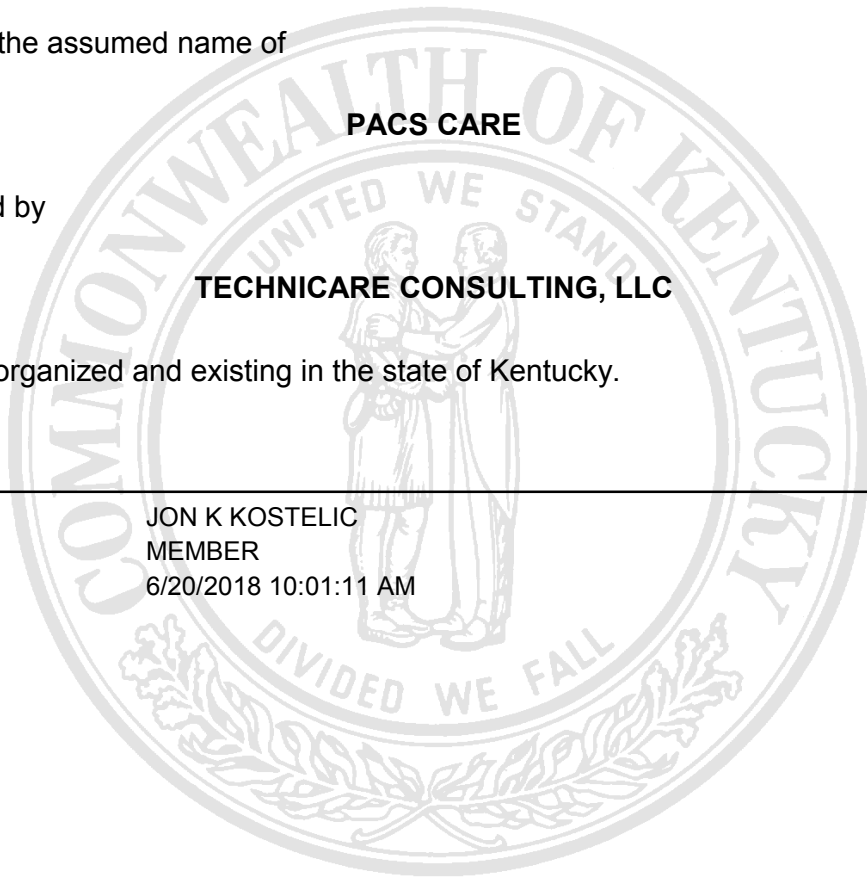 the assumed name of
PACS CARE
d by
TECHNICARE CONSULTING, LLC
organized and existing in the state of Kentucky.
JON K KOSTELIC
MEMBER
6/20/2018 10:01:11 AM
COMMONWEALTH OF KENTUCKY
UNITED WE STAND
DIVIDED WE FALL